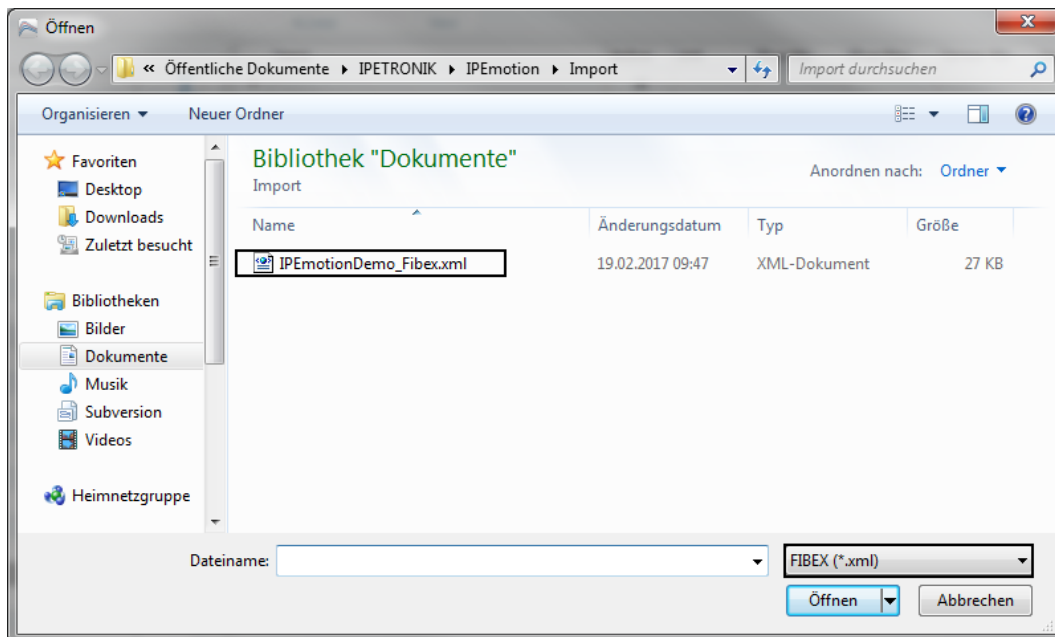 Öffnen
« Öffentliche Dokumente ▸ IPETRONIK ▸ IPEmotion ▸ Import
Import durchsuchen
Organisieren
Neuer Ordner
Favoriten
Desktop
Downloads
Zuletzt besucht
Bibliotheken
Bilder
Dokumente
Musik
Subversion
Videos
Heimnetzgruppe
Bibliothek "Dokumente"
Import
Anordnen nach: Ordner
Name Änderungsdatum Typ Größe
IPEmotionDemo_Fibex.xml 19.02.2017 09:47 XML-Dokument 27 KB
Dateiname:
FIBEX (*.xml)
Öffnen Abbrechen